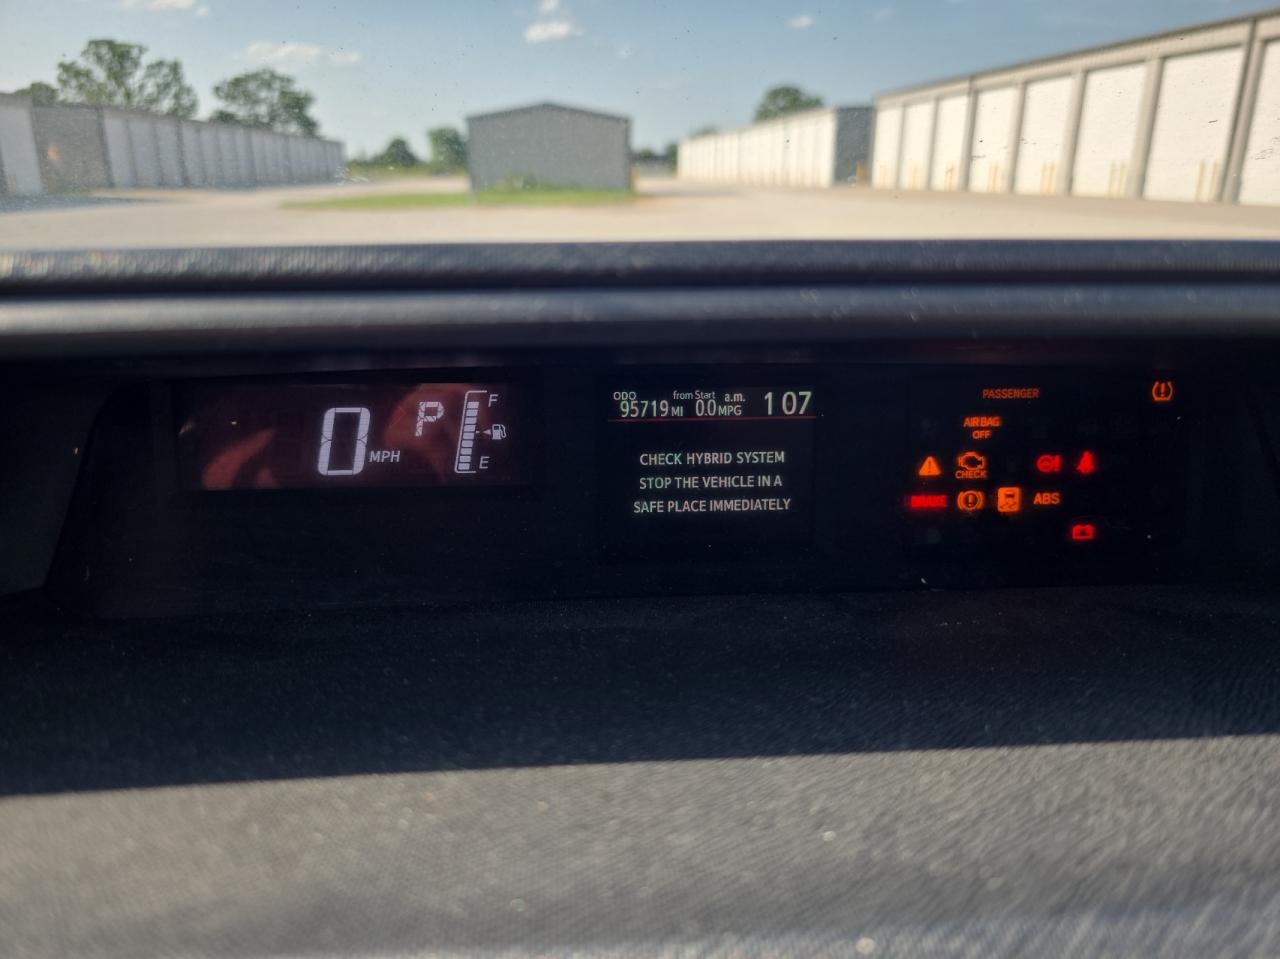 0 MPH
P
F
E
ODO
95719 MI
from Start
0.0 MPG
a.m.
1 07
CHECK HYBRID SYSTEM
STOP THE VEHICLE IN A
SAFE PLACE IMMEDIATELY
PASSENGER
AIR BAG
OFF
CHECK
BRAKE
ABS